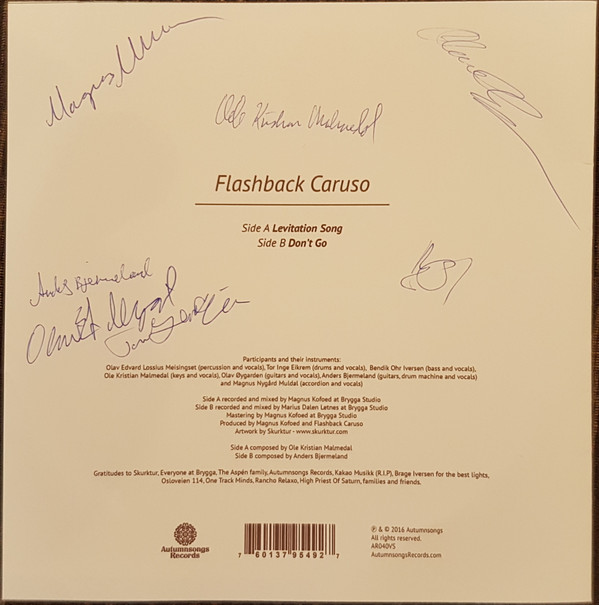 Magnus
Ole Kristian Malmedal
Flashback Caruso
Side A Levitation Song
Side B Don't Go
Anders Bjermeland
Participants and their instruments:
Olav Edvard Lossius Meisingset (percussion and vocals), Tor Inge Eikrem (drums and vocals), Bendik Ohr Iversen (bass and vocals),
Ole Kristian Malmedal (keys and vocals), Olav Øygarden (guitars and vocals), Anders Bjermeland (guitars, drum machine and vocals)
and Magnus Nygård Muldal (accordion and vocals)
Side A recorded and mixed by Magnus Kofoed at Brygga Studio
Side B recorded and mixed by Marius Dalen Løtnes at Brygga Studio
Mastering by Magnus Kofoed at Brygga Studio
Produced by Magnus Kofoed and Flashback Caruso
Artwork by Skurktur - www.skurktur.com
Side A composed by Ole Kristian Malmedal
Side B composed by Anders Bjermeland
Gratitudes to Skurktur, Everyone at Brygga, The Aspén family, Autumnsongs Records, Kakao Musikk (R.I.P), Brage Iversen for the best lights,
Osloveien 114, One Track Minds, Rancho Relaxo, High Priest Of Saturn, families and friends.
Autumnsongs
Records
7 60137 95492 7
℗ & © 2016 Autumnsongs
All rights reserved.
AR040VS
AutumnsongsRecords.com